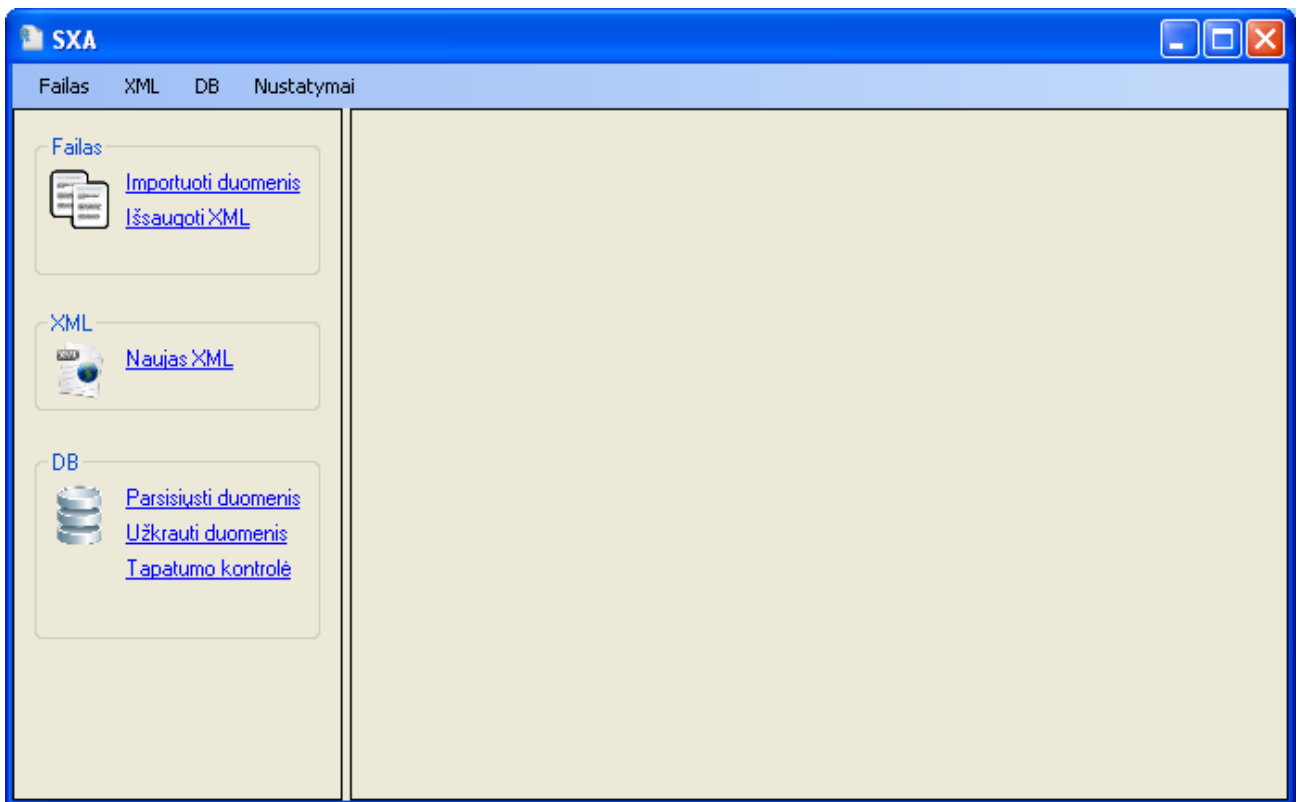 SXA
Failas XML DB Nustatymai
Failas
Importuoti duomenis
Išsaugoti XML
XML
Naujas XML
DB
Parsisiųsti duomenis
Užkrauti duomenis
Tapatumo kontrolė